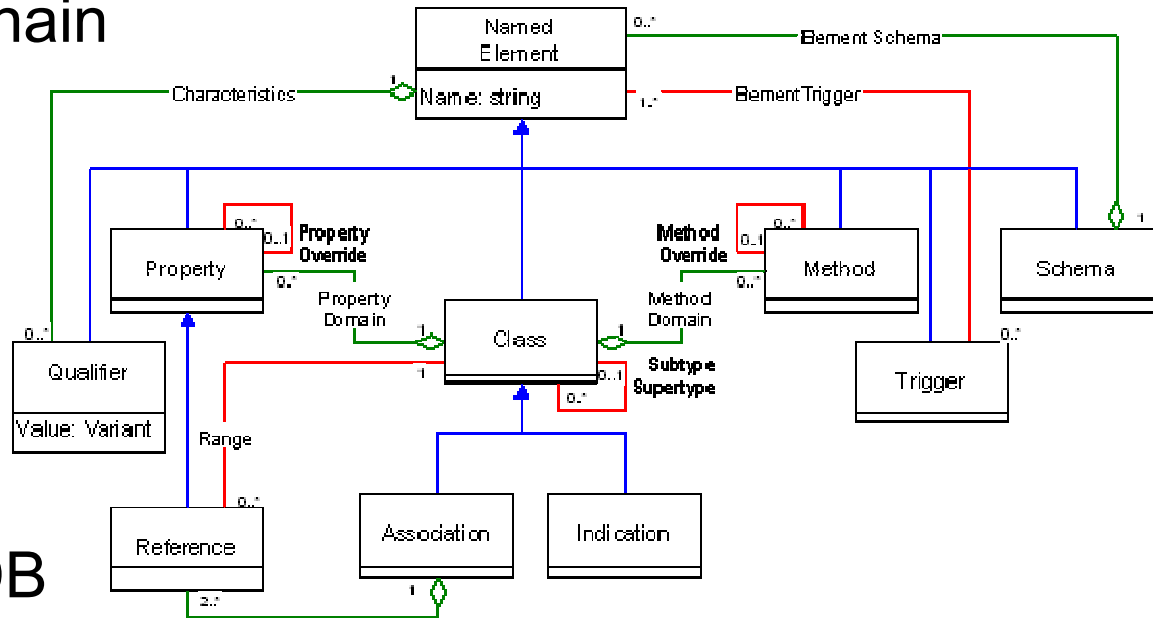 nain
Named
Element
0..*
Element Schema
Characteristics
1
Name: string
1..*
Element Trigger
0..*
0..1
Property
Override
Method
Override
0..*
0..1
1
Property
0..*
Property
Domain
1
Class
1
Method
Domain
0..*
Method
Schema
0..*
Qualifier
Value: Variant
1
Range
0..1
0..*
Subtype
Supertype
0..*
Trigger
0..*
Reference
Association
Indication
2..*
1
DB